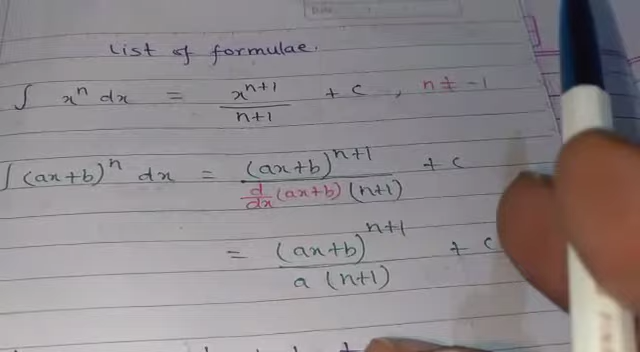 List of formulae.
∫ xⁿ dx = xⁿ⁺¹/(n+1) + c, n ≠ -1
∫ (ax+b)ⁿ dx = (ax+b)ⁿ⁺¹/(d/dx (ax+b) (n+1)) + c
= (ax+b)ⁿ⁺¹/(a (n+1)) + c